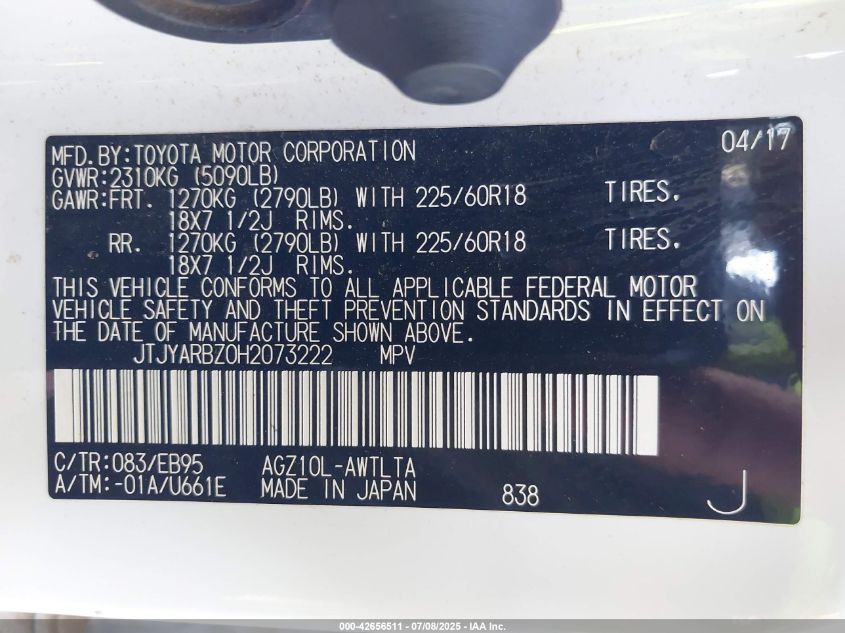 04/17
MFD.BY:TOYOTA MOTOR CORPORATION
GVWR:2310KG (5090LB)
GAWR:FRT. 1270KG (2790LB) WITH 225/60R18 TIRES.
18X7 1/2J RIMS.
RR. 1270KG (2790LB) WITH 225/60R18 TIRES.
18X7 1/2J RIMS.
THIS VEHICLE CONFORMS TO ALL APPLICABLE FEDERAL MOTOR
VEHICLE SAFETY AND THEFT PREVENTION STANDARDS IN EFFECT ON
THE DATE OF MANUFACTURE SHOWN ABOVE.
JTJYARBZ0H2073222 MPV
C/TR:083/EB95 AGZ10L-AWTLTA
A/TM:-01A/U661E MADE IN JAPAN 838 J
000-42656511 - 07/08/2025 - IAA Inc.